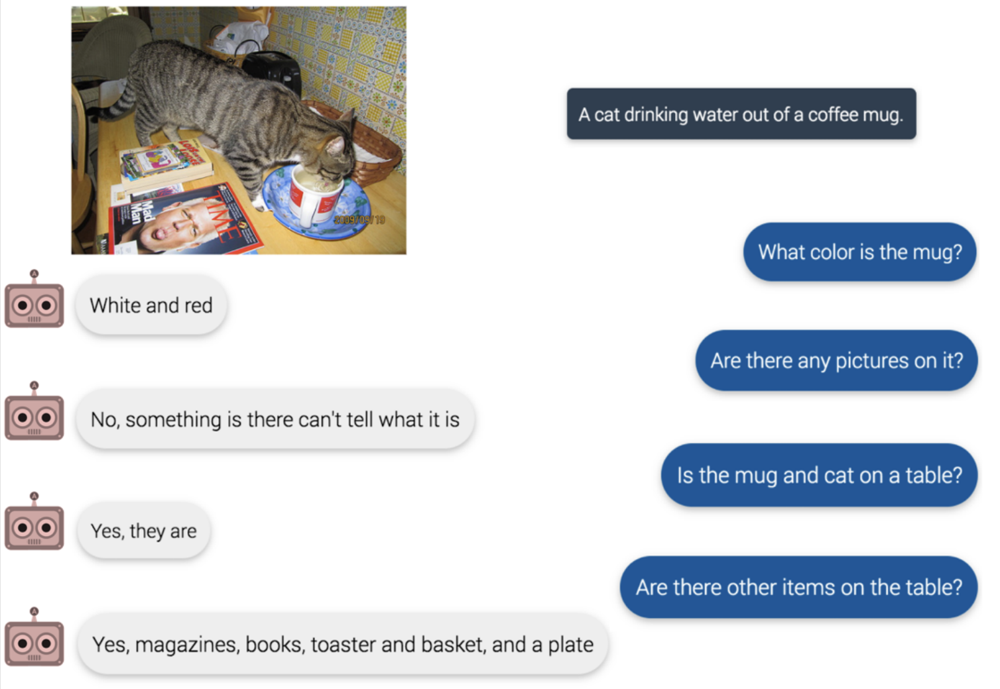 LOOSE
TIME
Mad
Man
2009/09/19
A cat drinking water out of a coffee mug.
What color is the mug?
White and red
Are there any pictures on it?
No, something is there can't tell what it is
Is the mug and cat on a table?
Yes, they are
Are there other items on the table?
Yes, magazines, books, toaster and basket, and a plate